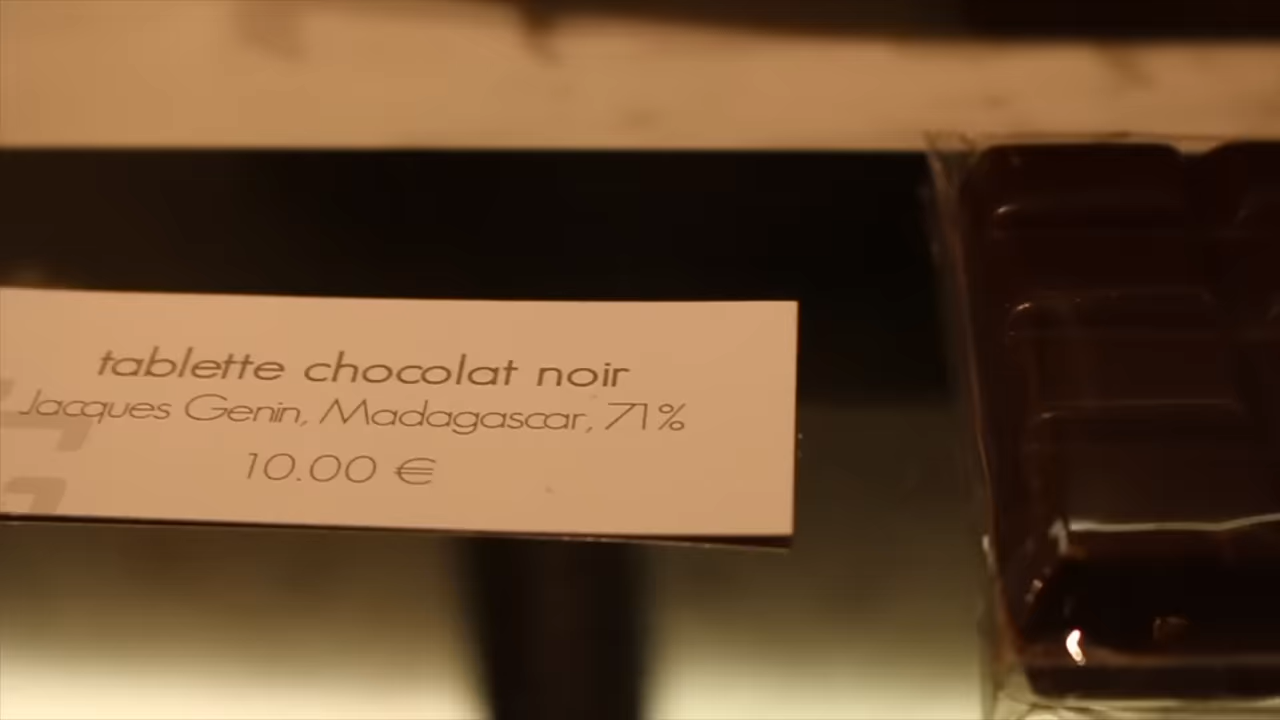 tablette chocolat noir
Jacques Genin, Madagascar, 71%
10.00 €